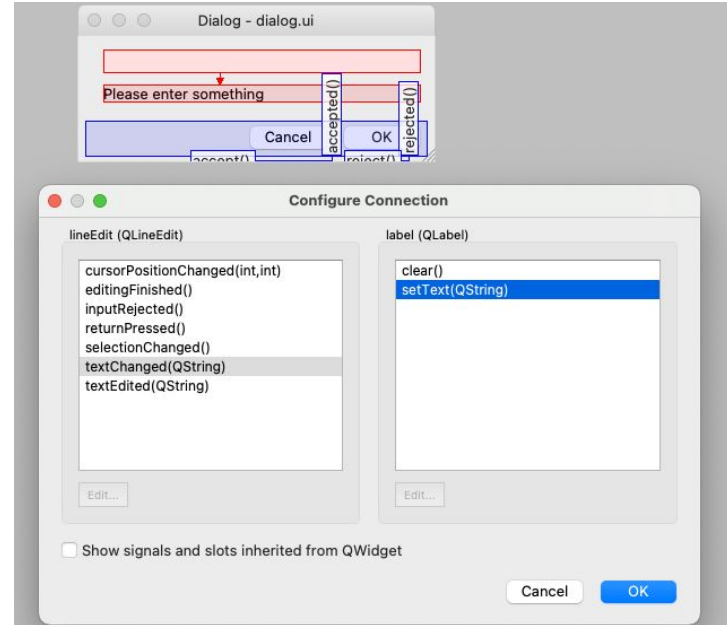 Dialog - dialog.ui
Please enter something
accepted()
rejected()
Cancel
OK
accept()
reject()
Configure Connection
lineEdit (QLineEdit)
label (QLabel)
cursorPositionChanged(int,int)
editingFinished()
inputRejected()
returnPressed()
selectionChanged()
textChanged(QString)
textEdited(QString)
clear()
setText(QString)
Edit...
Edit...
Show signals and slots inherited from QWidget
Cancel
OK